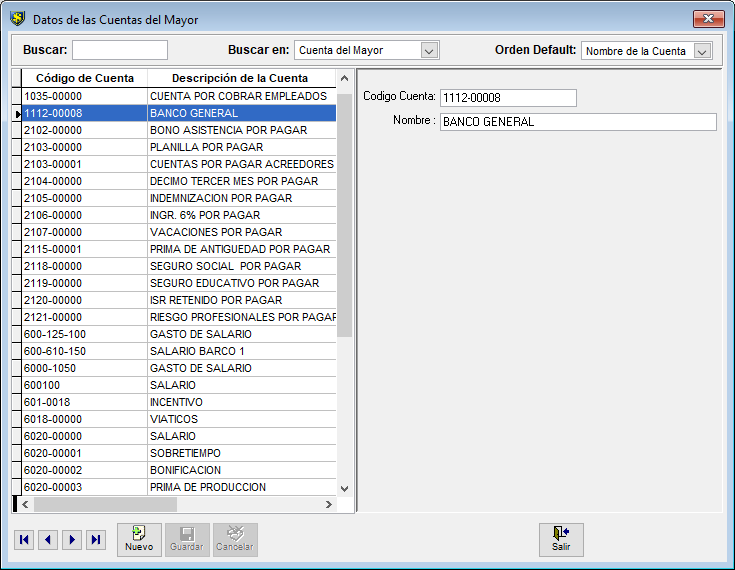 Datos de las Cuentas del Mayor
Buscar: Buscar en: Cuenta del Mayor Orden Default: Nombre de la Cuenta
Código de Cuenta Descripción de la Cuenta
1035-00000 CUENTA POR COBRAR EMPLEADOS
1112-00008 BANCO GENERAL
2102-00000 BONO ASISTENCIA POR PAGAR
2103-00000 PLANILLA POR PAGAR
2103-00001 CUENTAS POR PAGAR ACREEDORES
2104-00000 DECIMO TERCER MES POR PAGAR
2105-00000 INDEMNIZACION POR PAGAR
2106-00000 INGR. 6% POR PAGAR
2107-00000 VACACIONES POR PAGAR
2115-00001 PRIMA DE ANTIGUEDAD POR PAGAR
2118-00000 SEGURO SOCIAL POR PAGAR
2119-00000 SEGURO EDUCATIVO POR PAGAR
2120-00000 ISR RETENIDO POR PAGAR
2121-00000 RIESGO PROFESIONALES POR PAGAR
600-125-100 GASTO DE SALARIO
600-610-150 SALARIO BARCO 1
6000-1050 GASTO DE SALARIO
600100 SALARIO
601-0018 INCENTIVO
6018-00000 VIATICOS
6020-00000 SALARIO
6020-00001 SOBRETIEMPO
6020-00002 BONIFICACION
6020-00003 PRIMA DE PRODUCCION
Codigo Cuenta: 1112-00008
Nombre : BANCO GENERAL
Nuevo Guardar Cancelar Salir